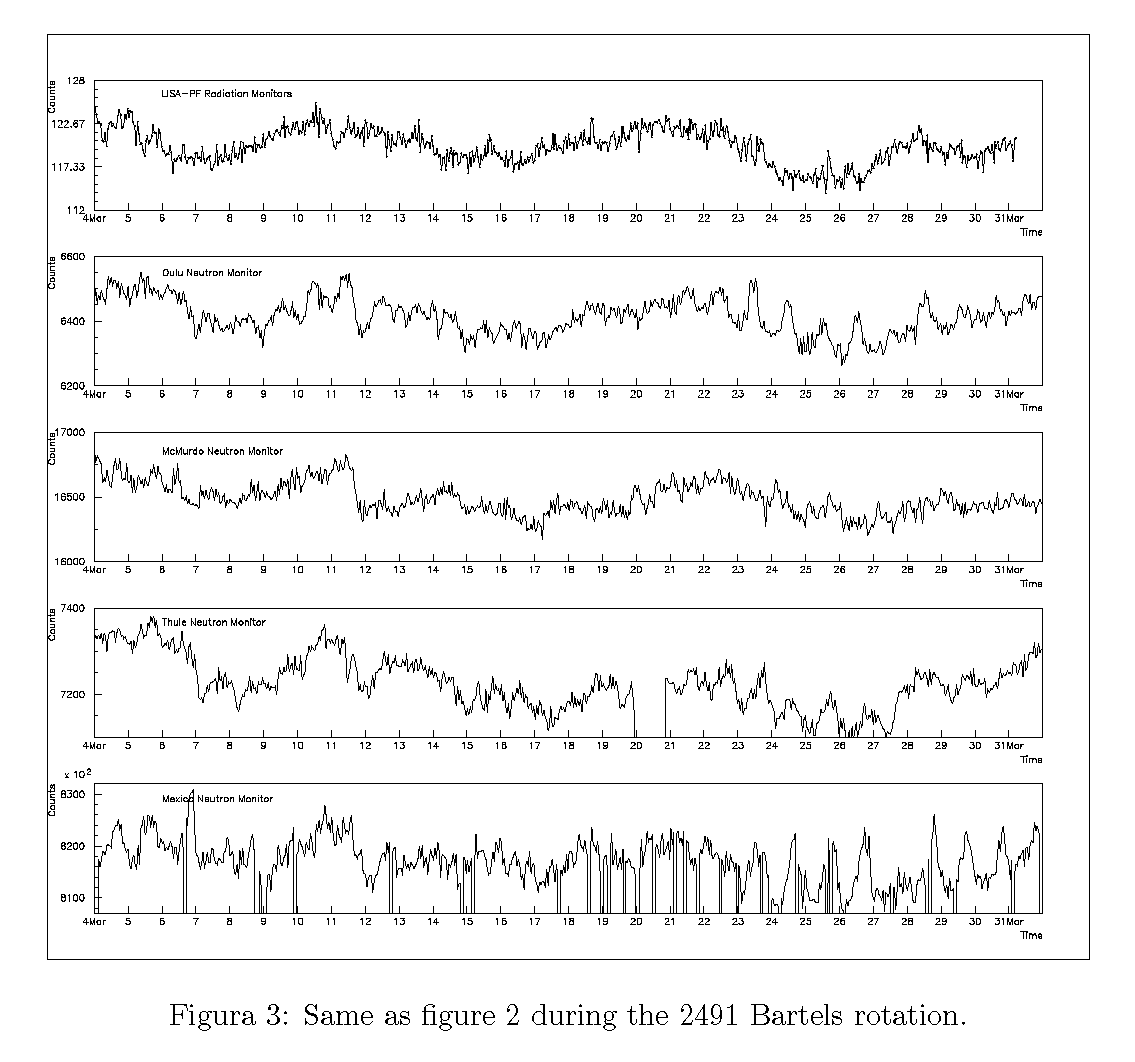 Counts
128
122.67
117.33
112
LISA-PF Radiation Monitors
4Mar 5 6 7 8 9 10 11 12 13 14 15 16 17 18 19 20 21 22 23 24 25 26 27 28 29 30 31Mar
Time
Counts
6600
6400
6200
Oulu Neutron Monitor
4Mar 5 6 7 8 9 10 11 12 13 14 15 16 17 18 19 20 21 22 23 24 25 26 27 28 29 30 31Mar
Time
Counts
17000
16500
16000
McMurdo Neutron Monitor
4Mar 5 6 7 8 9 10 11 12 13 14 15 16 17 18 19 20 21 22 23 24 25 26 27 28 29 30 31Mar
Time
Counts
7400
7200
Thule Neutron Monitor
4Mar 5 6 7 8 9 10 11 12 13 14 15 16 17 18 19 20 21 22 23 24 25 26 27 28 29 30 31Mar
Time
x 10²
Counts
8300
8200
8100
Mexico Neutron Monitor
4Mar 5 6 7 8 9 10 11 12 13 14 15 16 17 18 19 20 21 22 23 24 25 26 27 28 29 30 31Mar
Time
Figura 3: Same as figure 2 during the 2491 Bartels rotation.